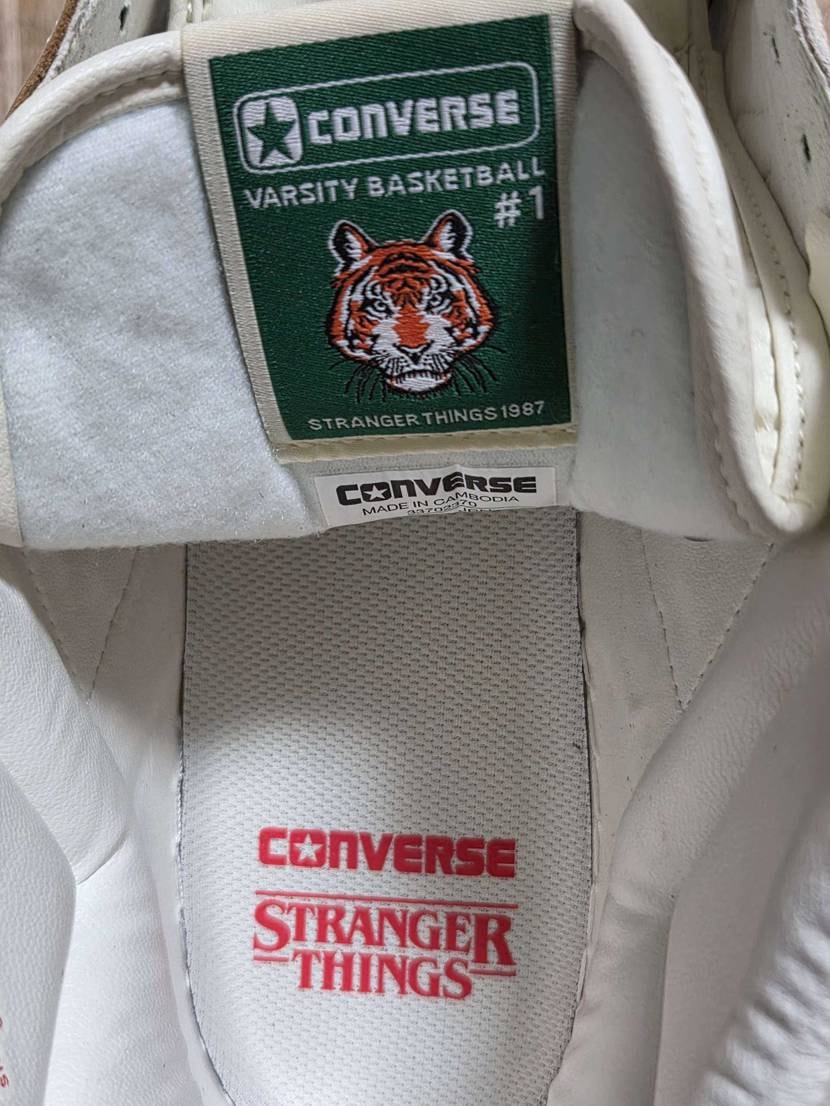 CONVERSE
VARSITY BASKETBALL
#1
STRANGER THINGS 1987
CONVERSE
MADE IN CAMBODIA
CONVERSE
STRANGER
THINGS